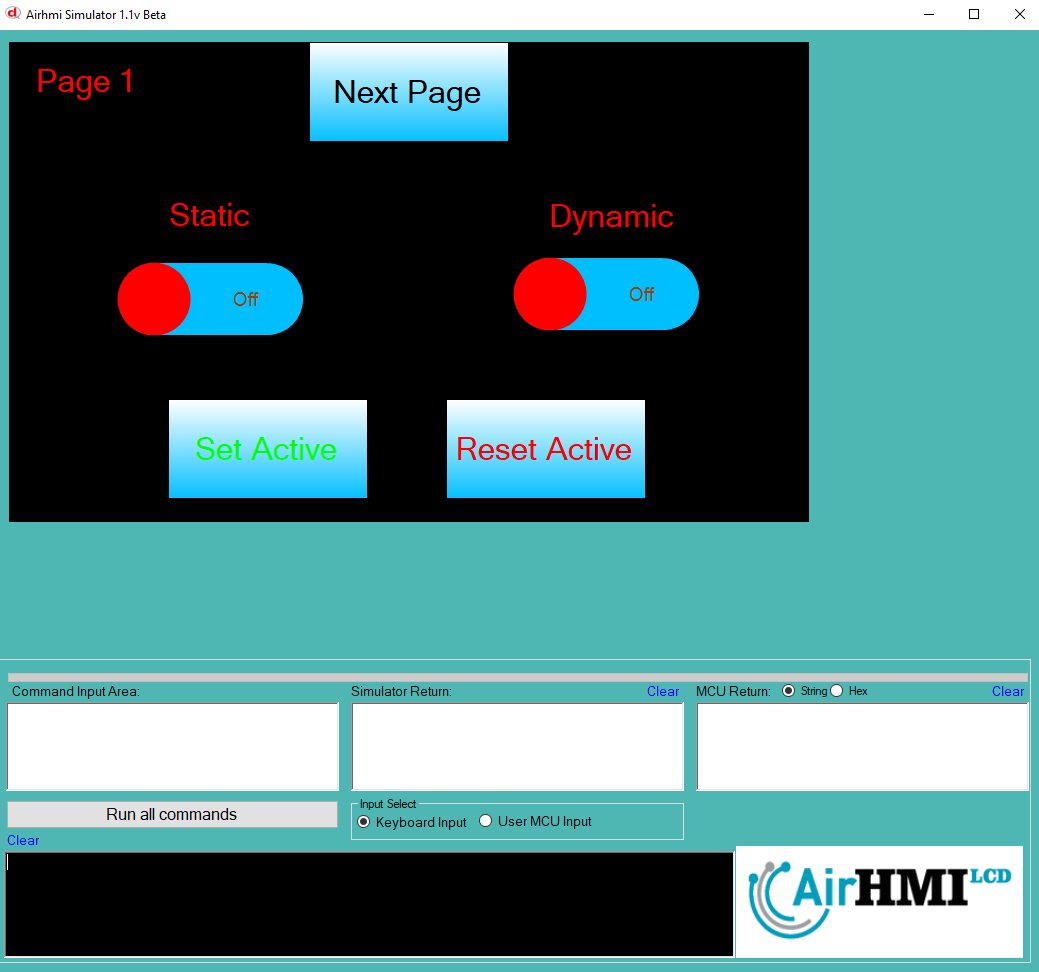 Airhmi Simulator 1.1v Beta
Page 1
Next Page
Static
Dynamic
Off
Off
Set Active
Reset Active
Command Input Area:
Simulator Return:
Clear
MCU Return:
String
Hex
Clear
Run all commands
Input Select
Keyboard Input
User MCU Input
Clear
AirHMI LCD